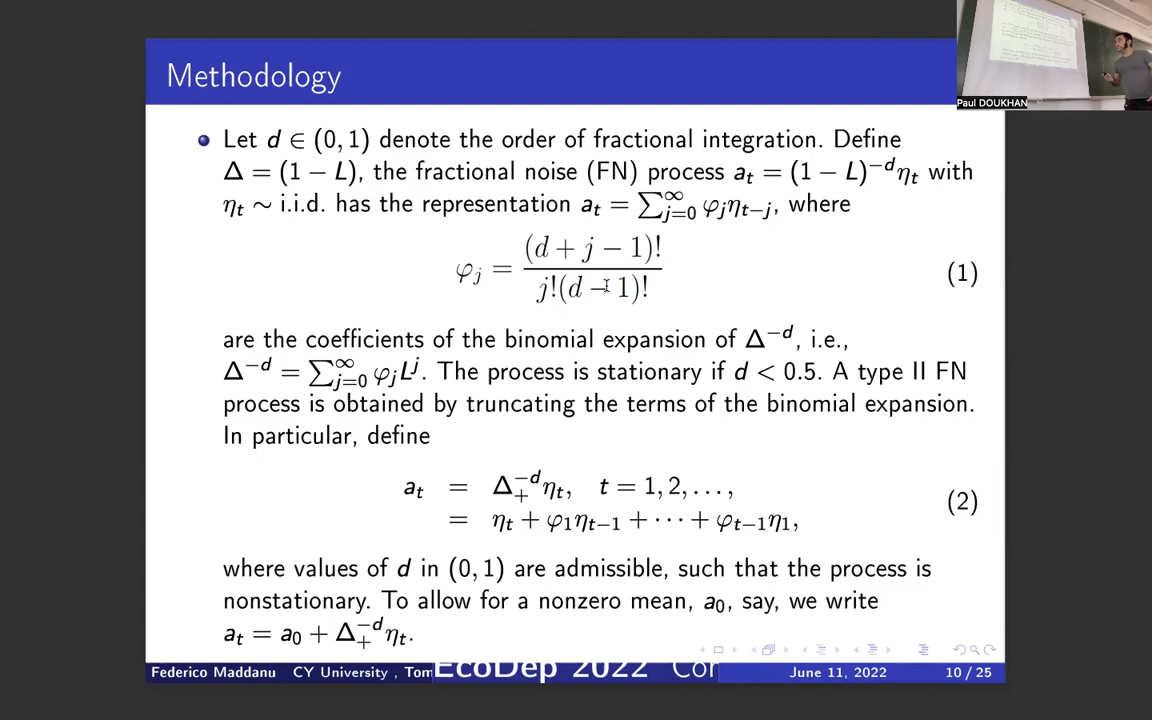 Methodology
Paul DOUKHAN
Let d ∈ (0, 1) denote the order of fractional integration. Define
Δ = (1 − L), the fractional noise (FN) process a_t = (1 − L)^{−d}η_t with
η_t ∼ i.i.d. has the representation a_t = ∑_{j=0}^{∞} φ_jη_{t−j}, where
φ_j = (d + j − 1)! / j!(d − 1)! (1)
are the coefficients of the binomial expansion of Δ^{−d}, i.e.,
Δ^{−d} = ∑_{j=0}^{∞} φ_jL^j. The process is stationary if d < 0.5. A type II FN
process is obtained by truncating the terms of the binomial expansion.
In particular, define
a_t = Δ_+^{−d}η_t, t = 1, 2, . . . ,
= η_t + φ_1η_{t−1} + · · · + φ_{t−1}η_1, (2)
where values of d in (0, 1) are admissible, such that the process is
nonstationary. To allow for a nonzero mean, a_0, say, we write
a_t = a_0 + Δ_+^{−d}η_t.
Federico Maddanu CY University , Tom EcoDep 2022 Cor June 11, 2022 10 / 25